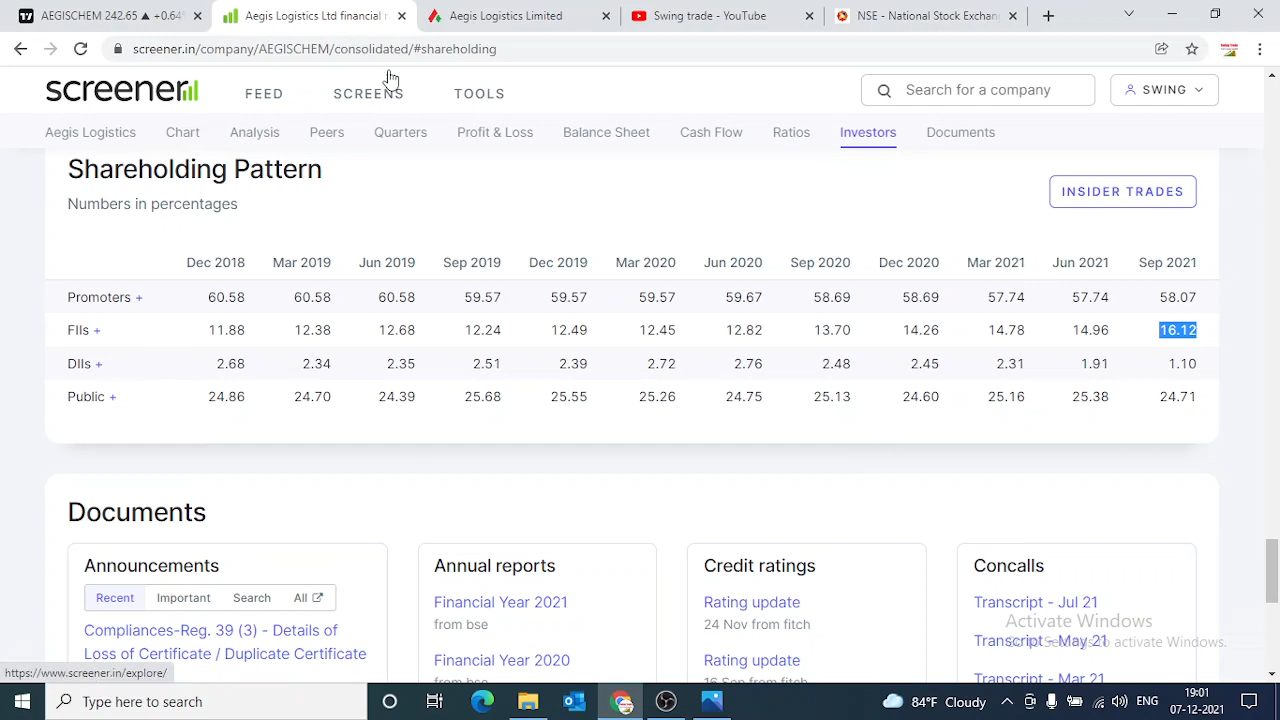 AEGISCHEM 242.65 ▲ +0.64%
Aegis Logistics Ltd financial r
Aegis Logistics Limited
Swing trade - YouTube
NSE - National Stock Exchan
screener.in/company/AEGISCHEM/consolidated/#shareholding
screener
FEED
SCREENS
TOOLS
Search for a company
SWING
Aegis Logistics
Chart
Analysis
Peers
Quarters
Profit & Loss
Balance Sheet
Cash Flow
Ratios
Investors
Documents
Shareholding Pattern
Numbers in percentages
INSIDER TRADES
Dec 2018 Mar 2019 Jun 2019 Sep 2019 Dec 2019 Mar 2020 Jun 2020 Sep 2020 Dec 2020 Mar 2021 Jun 2021 Sep 2021
Promoters + 60.58 60.58 60.58 59.57 59.57 59.57 59.67 58.69 58.69 57.74 57.74 58.07
FIIs + 11.88 12.38 12.68 12.24 12.49 12.45 12.82 13.70 14.26 14.78 14.96 16.12
DIIs + 2.68 2.34 2.35 2.51 2.39 2.72 2.76 2.48 2.45 2.31 1.91 1.10
Public + 24.86 24.70 24.39 25.68 25.55 25.26 24.75 25.13 24.60 25.16 25.38 24.71
Documents
Announcements
Recent
Important
Search
All
Compliances-Reg. 39 (3) - Details of
Loss of Certificate / Duplicate Certificate
Annual reports
Financial Year 2021
from bse
Financial Year 2020
from bse
Credit ratings
Rating update
24 Nov from fitch
Rating update
16 Sep from fitch
Concalls
Transcript - Jul 21
Transcript - May 21
Transcript - Mar 21
Activate Windows
Go to Settings to activate Windows.
https://www.screener.in/explore/
Type here to search
84°F Cloudy
ENG
19:01
07-12-2021